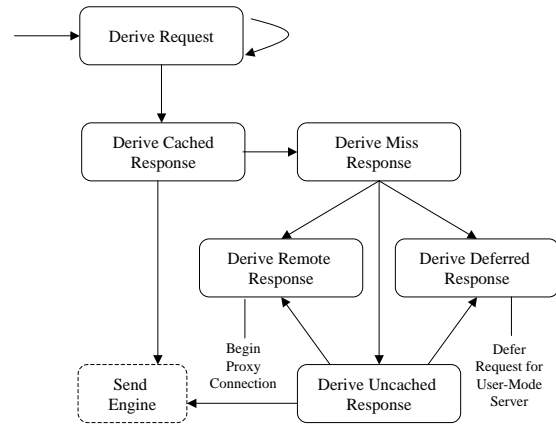 Derive Request
Derive Cached
Response
Derive Miss
Response
Derive Remote
Response
Derive Deferred
Response
Begin
Proxy
Connection
Defer
Request for
User-Mode
Server
Send
Engine
Derive Uncached
Response